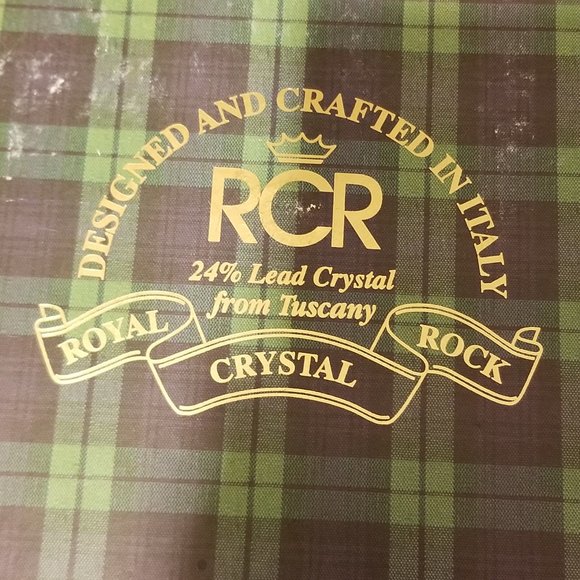 DESIGNED AND CRAFTED IN ITALY
RCR
24% Lead Crystal
from Tuscany
ROYAL CRYSTAL ROCK